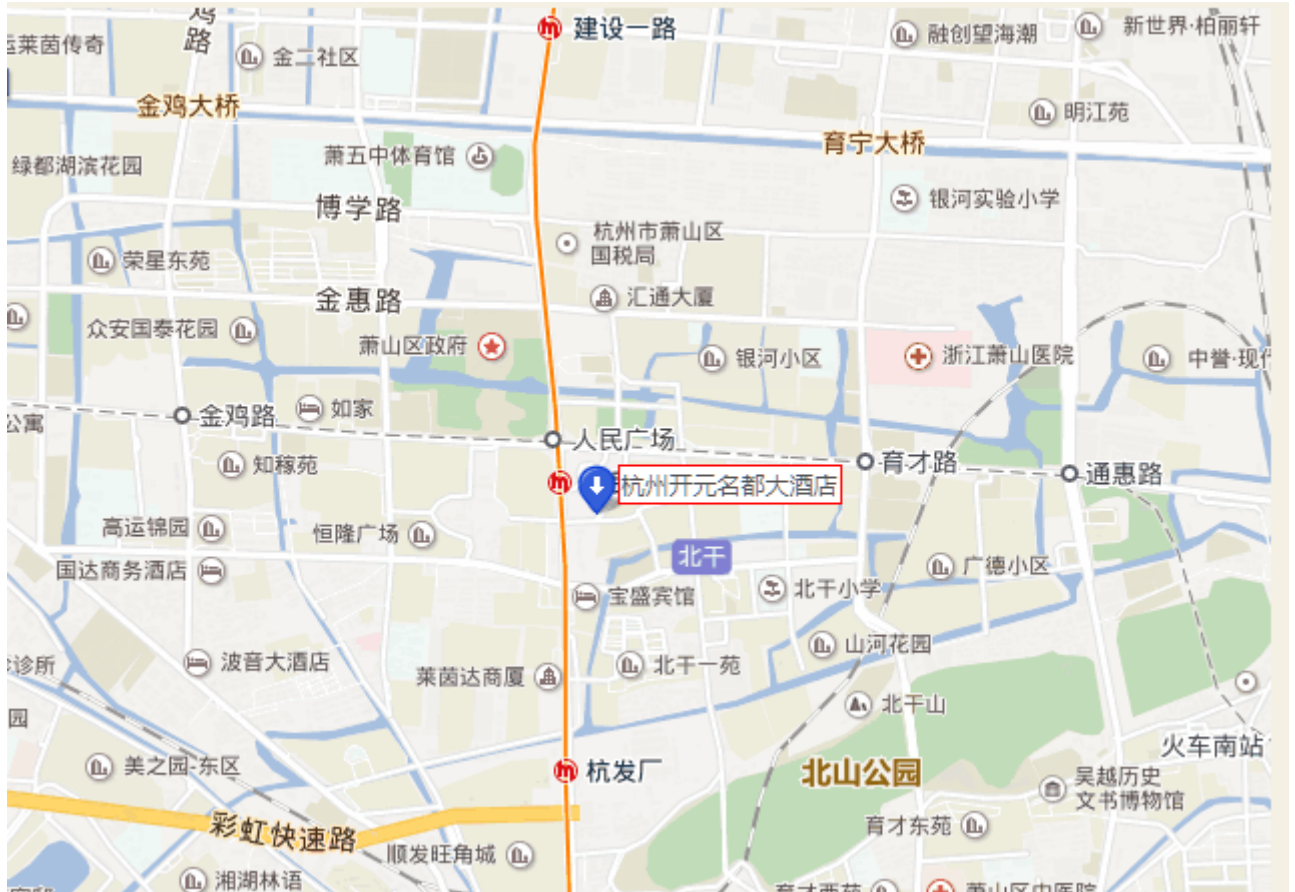 鸡路
建设一路
融创望海潮
新世界·柏丽轩
运莱茵传奇
金二社区
金鸡大桥
明江苑
育宁大桥
萧五中体育馆
绿都湖滨花园
银河实验小学
博学路
杭州市萧山区
国税局
荣星东苑
金惠路
汇通大厦
众安国泰花园
萧山区政府
银河小区
浙江萧山医院
中誉·现代
金鸡路
如家
公寓
人民广场
知稼苑
育才路
通惠路
杭州开元名都大酒店
高运锦园
恒隆广场
北干
国达商务酒店
广德小区
宝盛宾馆
北干小学
山河花园
诊所
波音大酒店
莱茵达商厦
北干一苑
北干山
园
火车南站
美之园-东区
杭发厂
北山公园
吴越历史
文书博物馆
彩虹快速路
育才东苑
顺发旺角城
湘湖林语
育才西苑
萧山区中医院